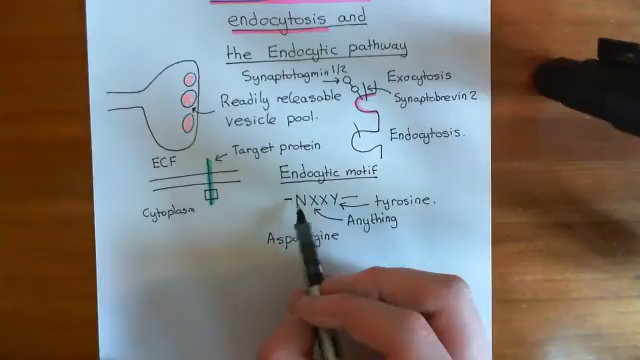 endocytosis and
the Endocytic pathway
Synaptotagmin 1/2
Exocytosis
Synaptobrevin 2
Readily releasable
vesicle pool.
Endocytosis.
ECF
Target protein
Endocytic motif
Cytoplasm
-NXXY-
tyrosine.
Anything